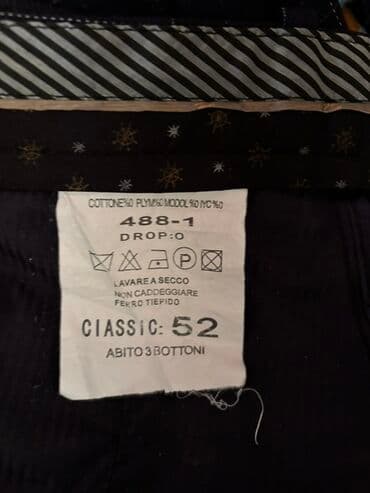 COTTONE%0 PLYM%0 MODOL %0 IYC %0
488-1
DROP:0
P
LAVARE A SECCO
NON CADDEGGIARE
FERRO TIEPIDO
CIASSIC: 52
ABITO 3 BOTTONI